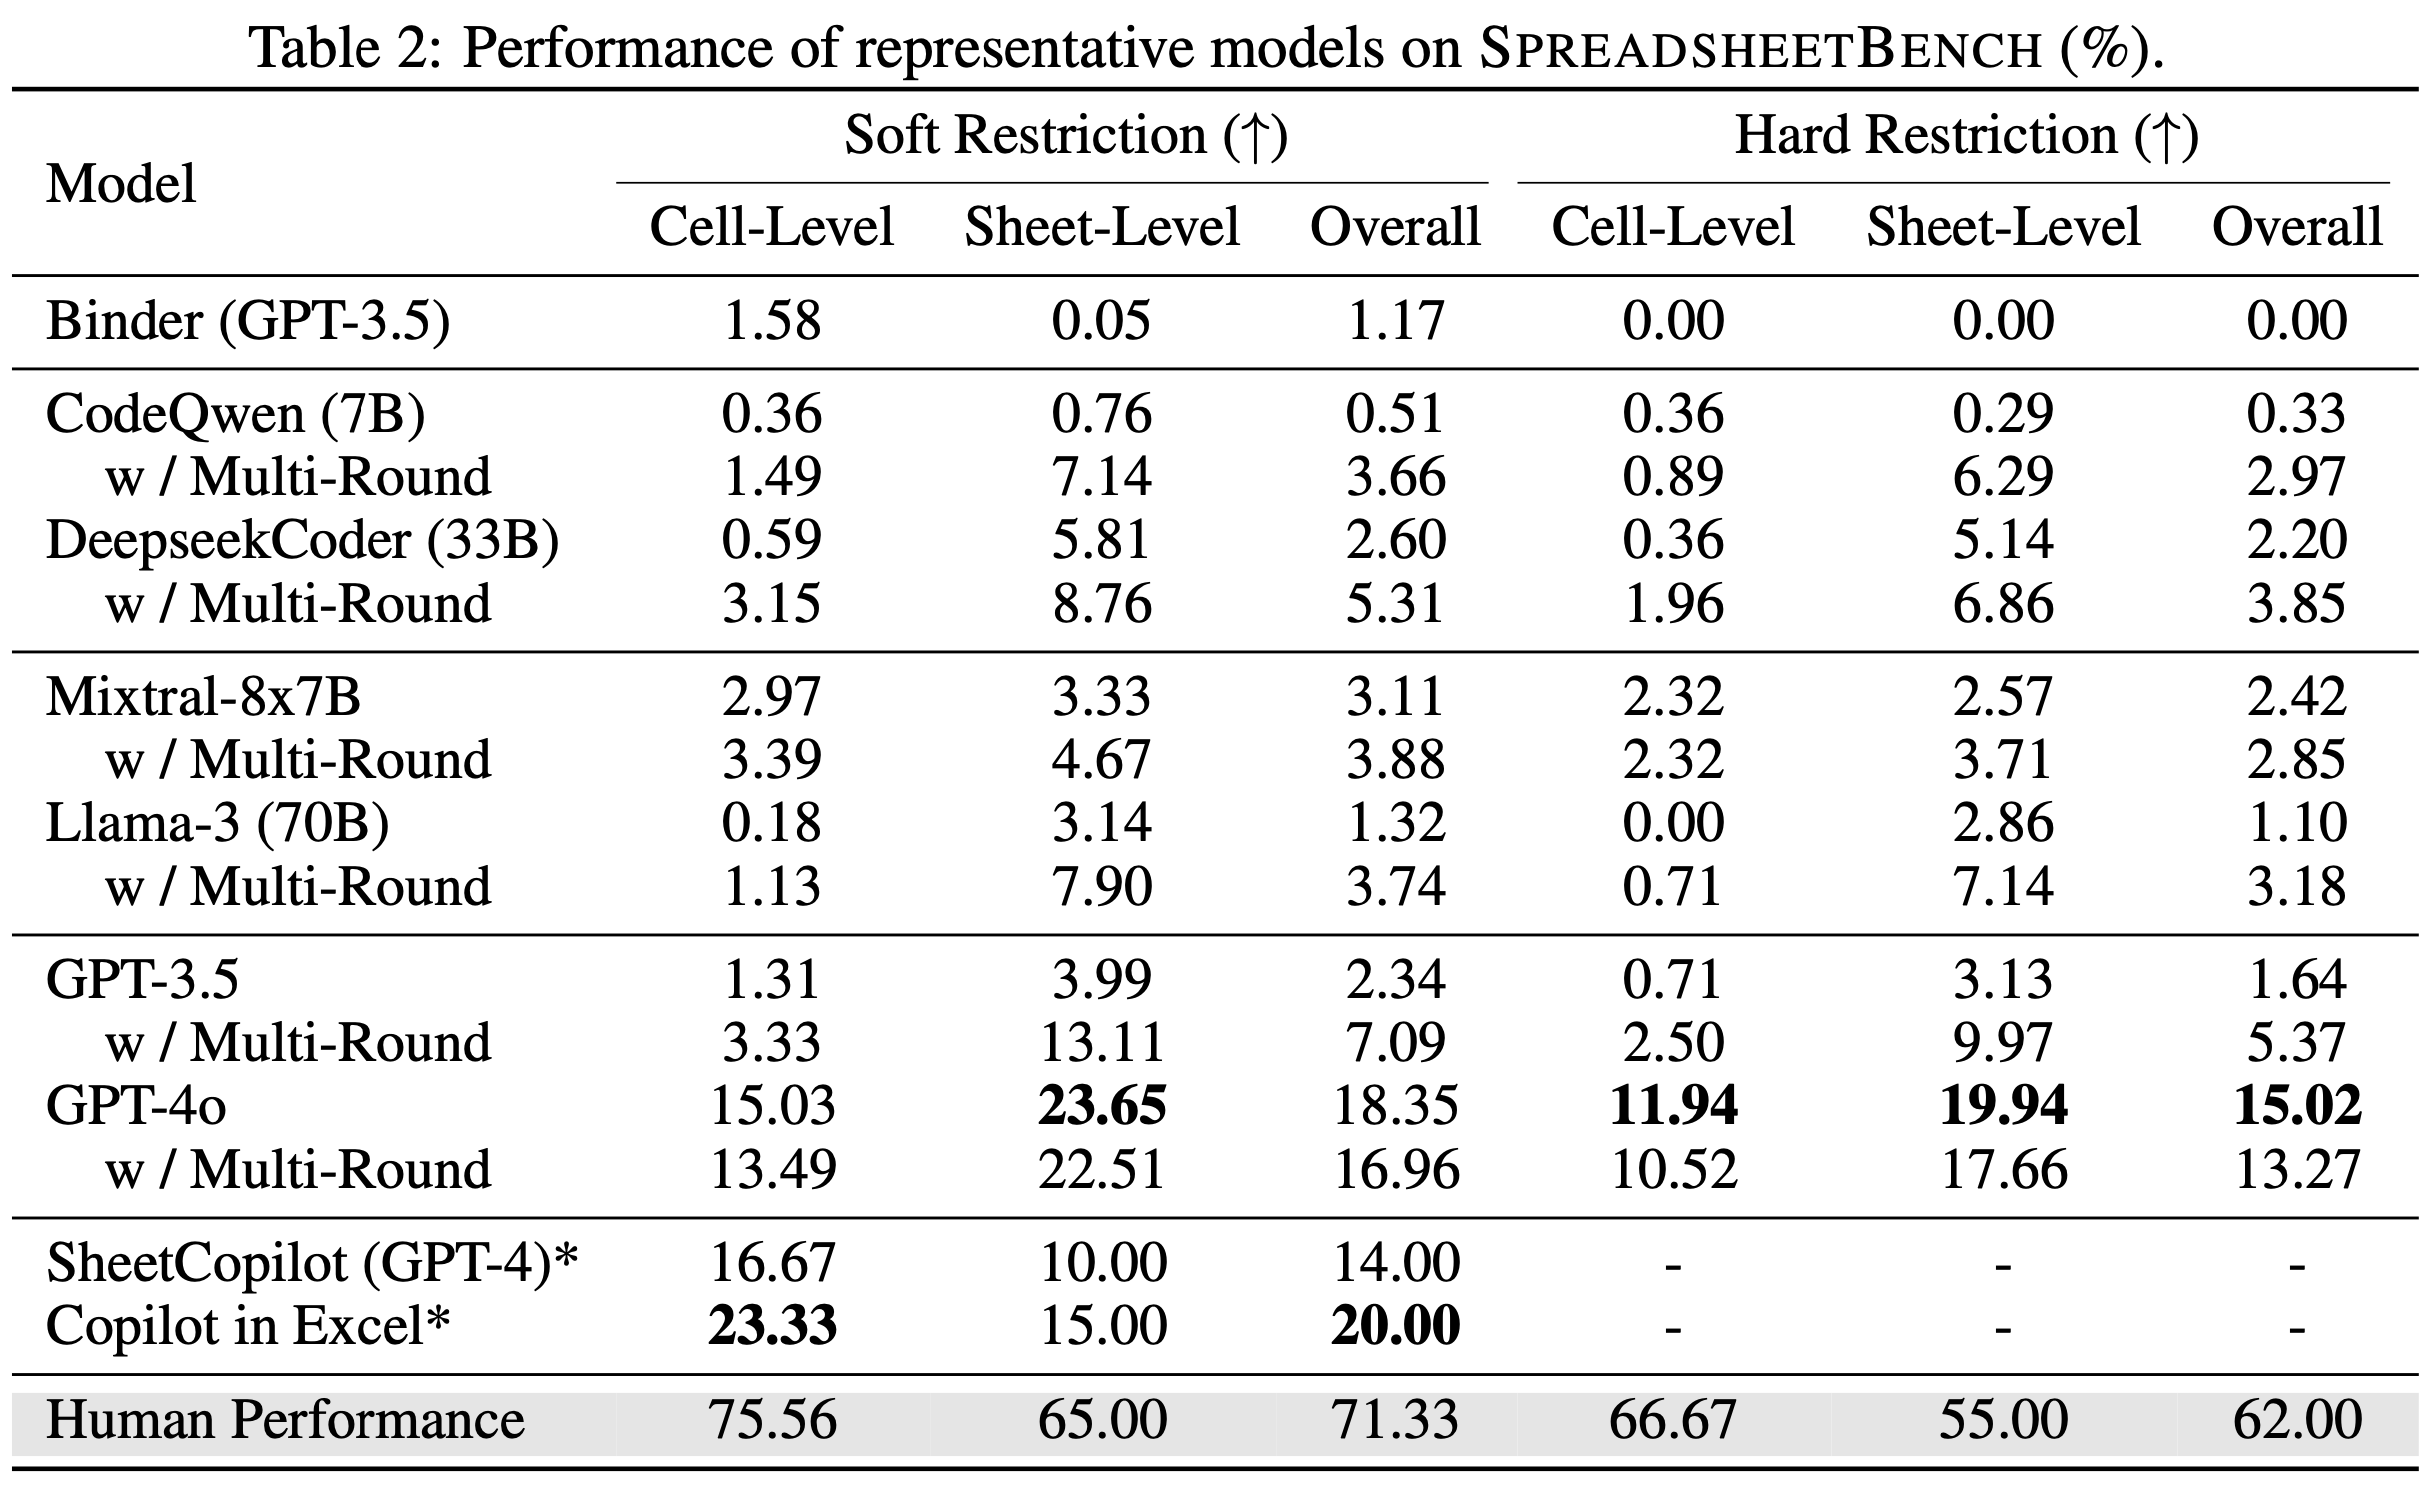 Table 2: Performance of representative models on SPREADSHEETBENCH (%).
Model Soft Restriction (↑) Hard Restriction (↑)
Cell-Level Sheet-Level Overall Cell-Level Sheet-Level Overall
Binder (GPT-3.5) 1.58 0.05 1.17 0.00 0.00 0.00
CodeQwen (7B) 0.36 0.76 0.51 0.36 0.29 0.33
w / Multi-Round 1.49 7.14 3.66 0.89 6.29 2.97
DeepseekCoder (33B) 0.59 5.81 2.60 0.36 5.14 2.20
w / Multi-Round 3.15 8.76 5.31 1.96 6.86 3.85
Mixtral-8x7B 2.97 3.33 3.11 2.32 2.57 2.42
w / Multi-Round 3.39 4.67 3.88 2.32 3.71 2.85
Llama-3 (70B) 0.18 3.14 1.32 0.00 2.86 1.10
w / Multi-Round 1.13 7.90 3.74 0.71 7.14 3.18
GPT-3.5 1.31 3.99 2.34 0.71 3.13 1.64
w / Multi-Round 3.33 13.11 7.09 2.50 9.97 5.37
GPT-4o 15.03 23.65 18.35 11.94 19.94 15.02
w / Multi-Round 13.49 22.51 16.96 10.52 17.66 13.27
SheetCopilot (GPT-4)* 16.67 10.00 14.00 - - -
Copilot in Excel* 23.33 15.00 20.00 - - -
Human Performance 75.56 65.00 71.33 66.67 55.00 62.00